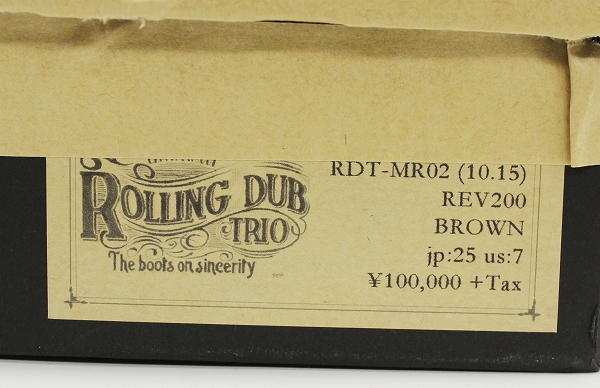 ROLLING DUB
TRIO
The boots on sincerity
RDT-MR02 (10.15)
REV200
BROWN
jp:25 us:7
¥100,000 +Tax